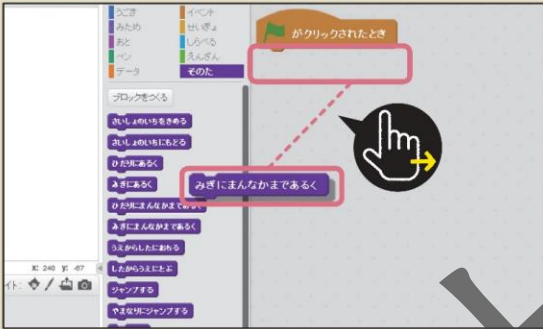 うごき
イベント
みため
せいぎょ
おと
しらべる
ペン
えんざん
データ
そのた
がクリックされたとき
ブロックをつくる
さいしょのいちをきめる
さいしょのいちにもどる
ひだりにあるく
みぎにあるく
みぎにまんなかまであるく
ひだりにまんなかまであるく
みぎにまんなかまであるく
うえからしたにおちる
したからうえにとぶ
ジャンプする
やまなりにジャンプする
X: 240 y: -67